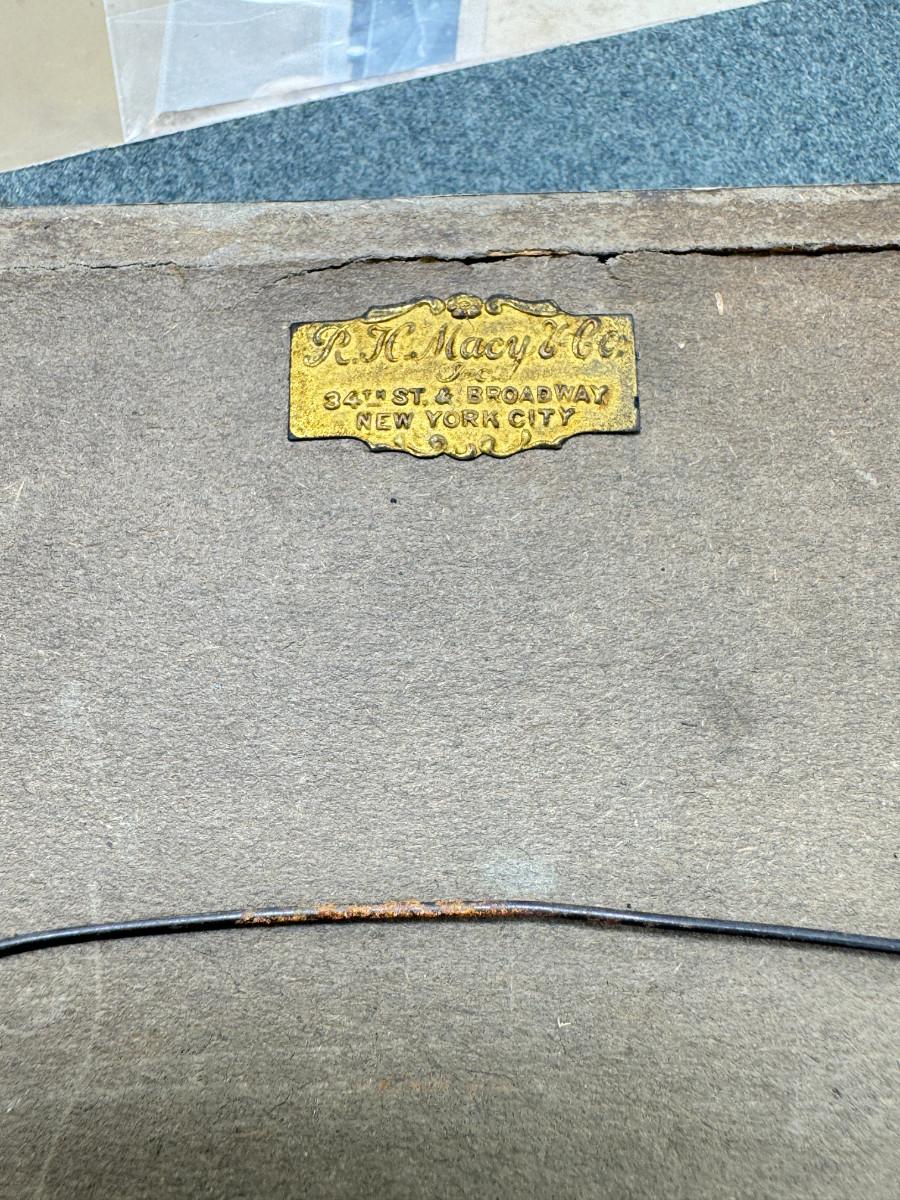 R. H. Macy & Co.
Inc.
34TH ST. & BROADWAY
NEW YORK CITY